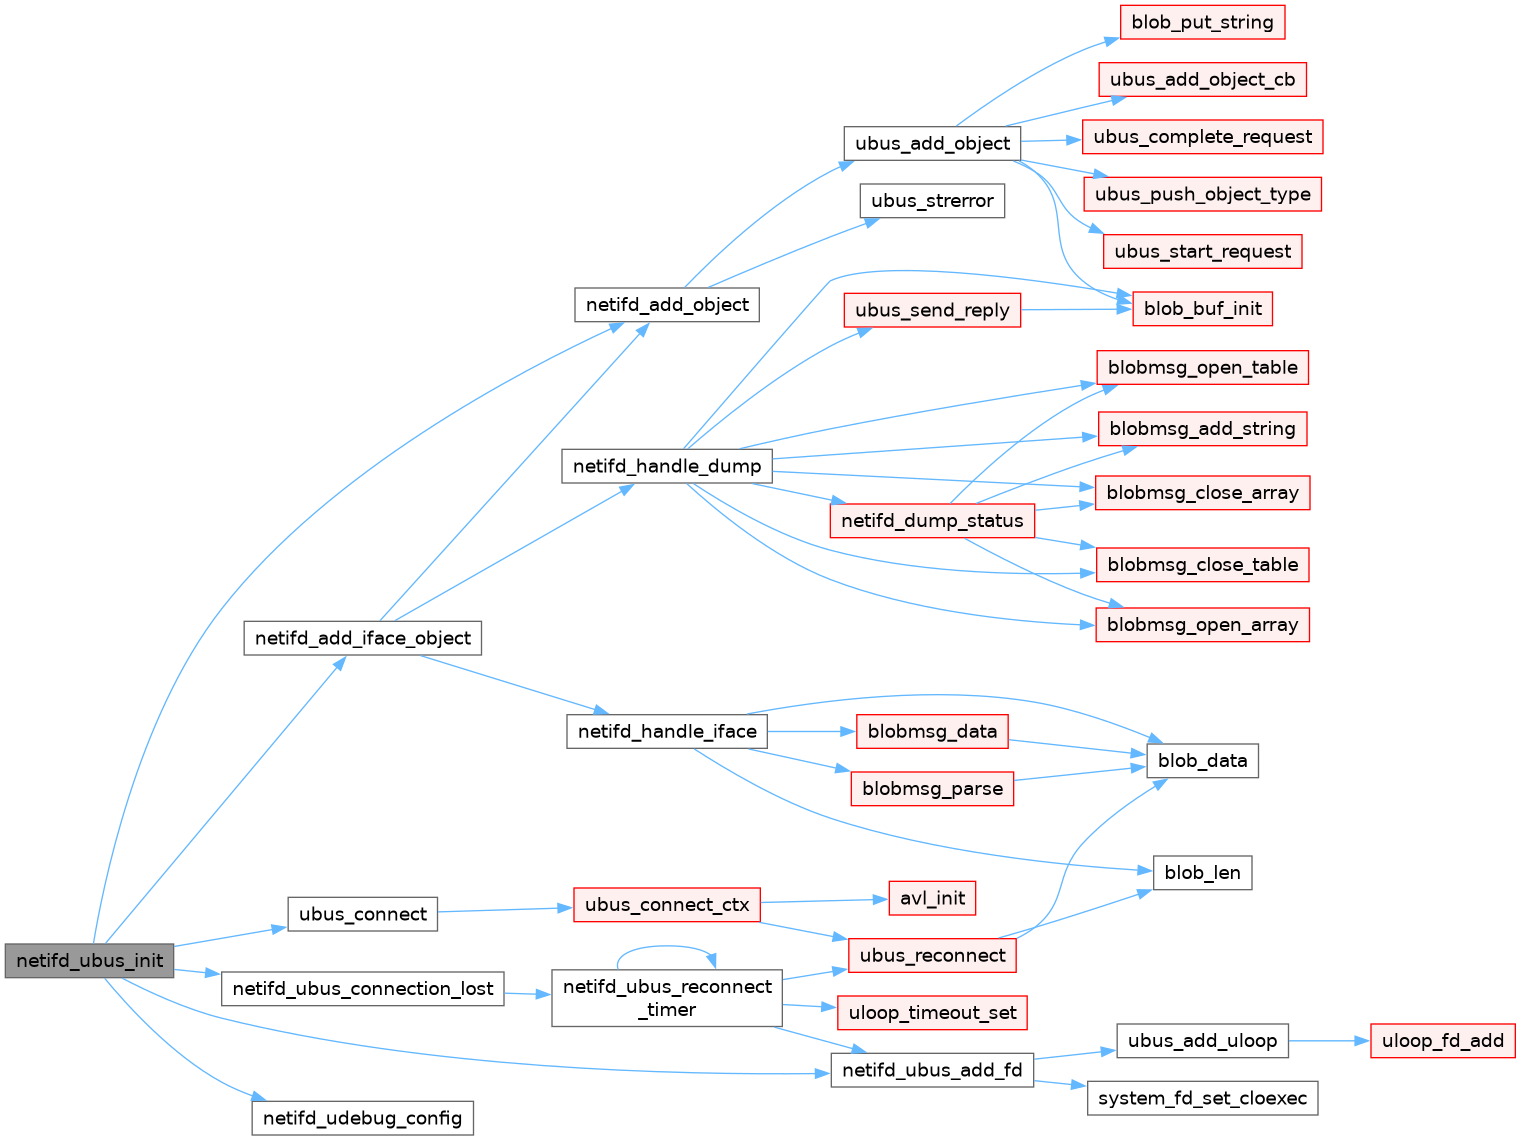 blob_put_string
ubus_add_object_cb
ubus_add_object
ubus_complete_request
ubus_push_object_type
ubus_strerror
ubus_start_request
netifd_add_object
ubus_send_reply
blob_buf_init
blobmsg_open_table
blobmsg_add_string
netifd_handle_dump
blobmsg_close_array
netifd_dump_status
blobmsg_close_table
blobmsg_open_array
netifd_add_iface_object
netifd_handle_iface
blobmsg_data
blob_data
blobmsg_parse
blob_len
ubus_connect
ubus_connect_ctx
avl_init
netifd_ubus_init
ubus_reconnect
netifd_ubus_connection_lost
netifd_ubus_reconnect
_timer
uloop_timeout_set
ubus_add_uloop
uloop_fd_add
netifd_ubus_add_fd
system_fd_set_cloexec
netifd_udebug_config